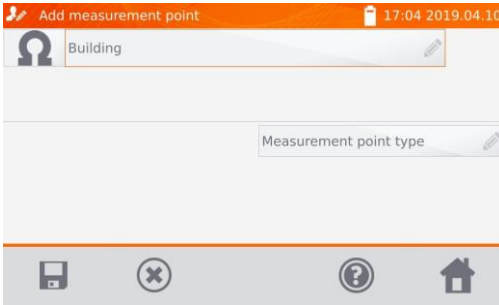 Add measurement point 17:04 2019.04.10
Ω Building
Measurement point type